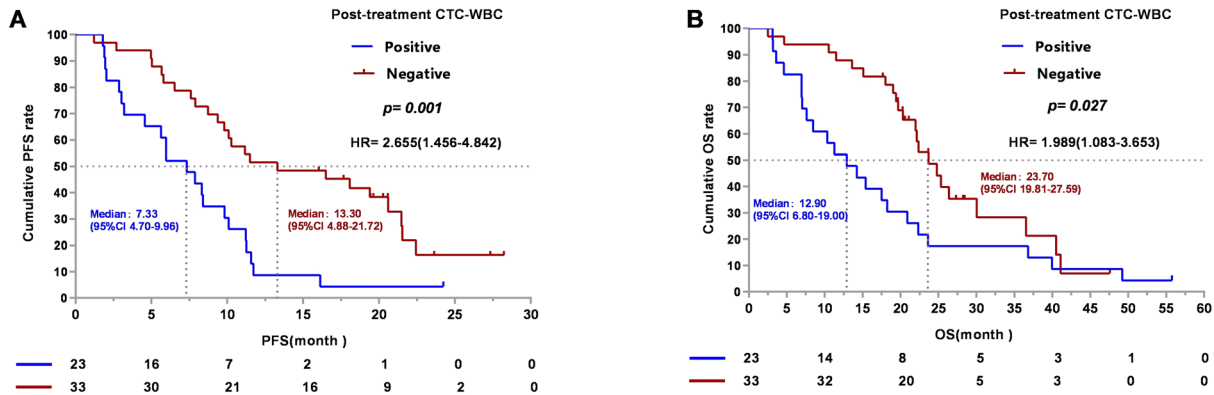 A
Post-treatment CTC-WBC
Positive
Negative
p= 0.001
HR= 2.655(1.456-4.842)
Cumulative PFS rate
100
90
80
70
60
50
40
30
20
10
0
Median: 7.33
(95%CI 4.70-9.96)
Median: 13.30
(95%CI 4.88-21.72)
0 5 10 15 20 25 30
PFS(month )
23 16 7 2 1 0 0
33 30 21 16 9 2 0
B
Post-treatment CTC-WBC
Positive
Negative
p= 0.027
HR= 1.989(1.083-3.653)
Cumulative OS rate
100
90
80
70
60
50
40
30
20
10
0
Median: 12.90
(95%CI 6.80-19.00)
Median: 23.70
(95%CI 19.81-27.59)
0 5 10 15 20 25 30 35 40 45 50 55 60
OS(month )
23 14 8 5 3 1 0
33 32 20 5 3 0 0